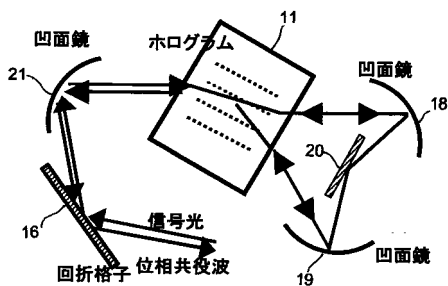 凹面鏡
21
ホログラム
11
凹面鏡
18
20
16
信号光
位相共役波
回折格子
19
凹面鏡